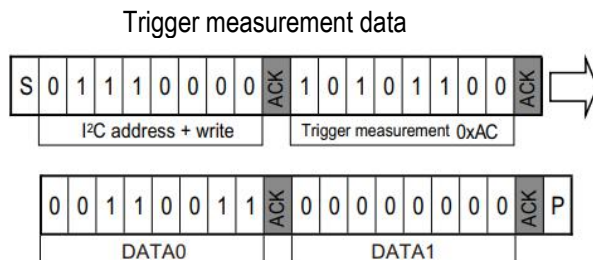 Trigger measurement data
S 0 1 1 1 0 0 0 0 ACK 1 0 1 0 1 1 0 0 ACK
I²C address + write Trigger measurement 0xAC
0 0 1 1 0 0 1 1 ACK 0 0 0 0 0 0 0 0 ACK P
DATA0 DATA1